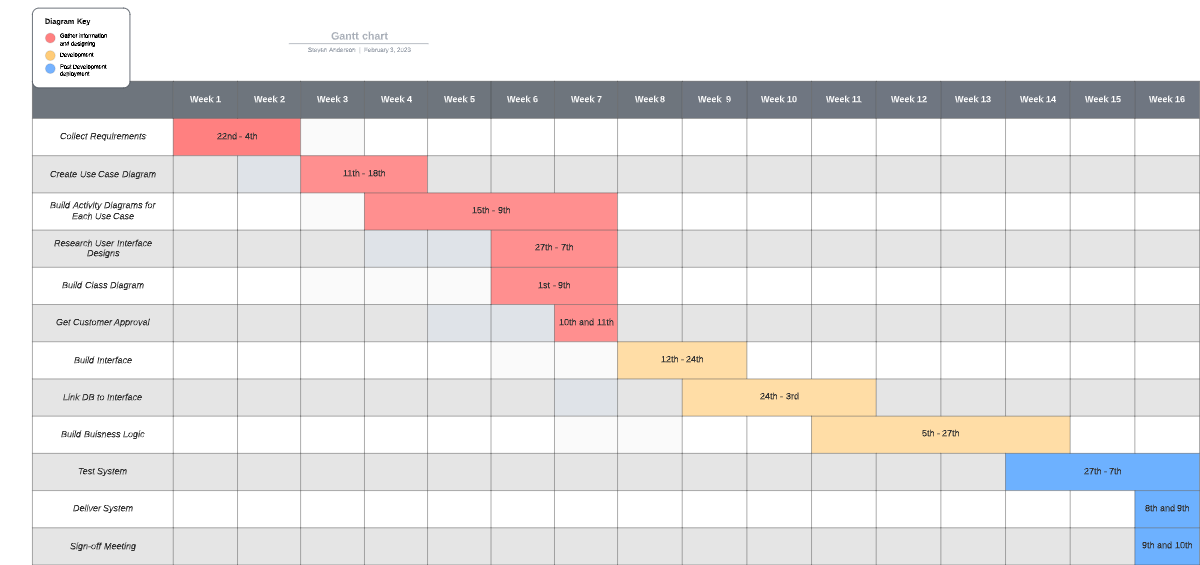 Diagram Key
Gather information
and designing
Development
Post Development
deployment
Gantt chart
Steven Anderson | February 3, 2023
Week 1 Week 2 Week 3 Week 4 Week 5 Week 6 Week 7 Week 8 Week 9 Week 10 Week 11 Week 12 Week 13 Week 14 Week 15 Week 16
Collect Requirements 22nd - 4th
Create Use Case Diagram 11th - 18th
Build Activity Diagrams for
Each Use Case
15th - 9th
Research User Interface
Designs
27th - 7th
Build Class Diagram 1st - 9th
Get Customer Approval 10th and 11th
Build Interface 12th - 24th
Link DB to Interface 24th - 3rd
Build Buisness Logic 5th - 27th
Test System 27th - 7th
Deliver System 8th and 9th
Sign-off Meeting 9th and 10th